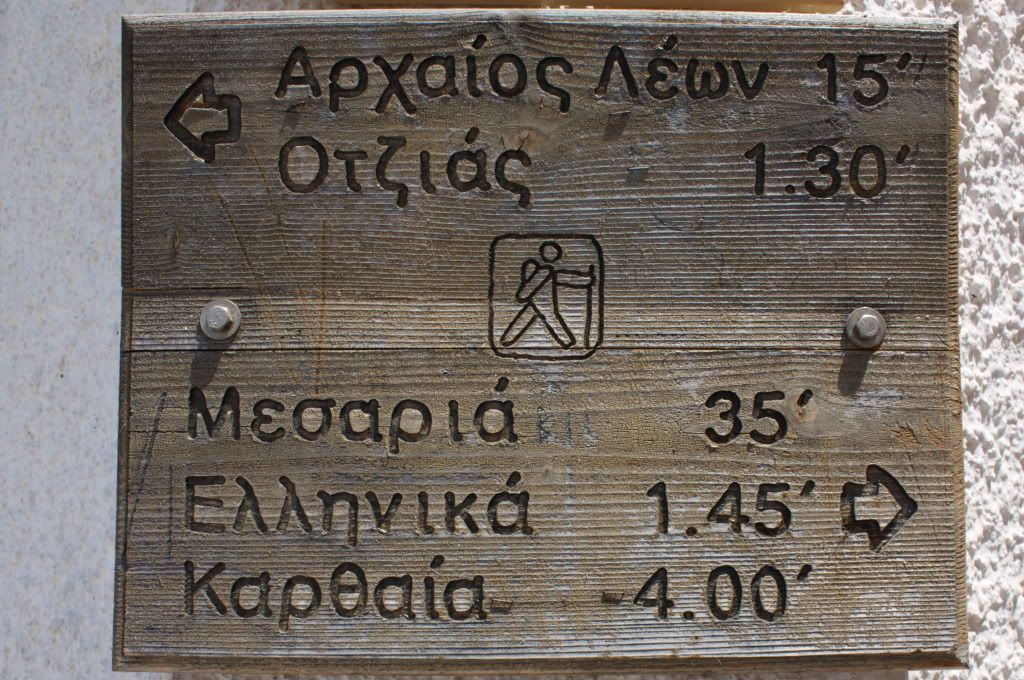 Αρχαίος Λέων 15′
Οτζιάς 1.30′
Μεσαριά 35′
Ελληνικά 1.45′
Καρθαία 4.00′